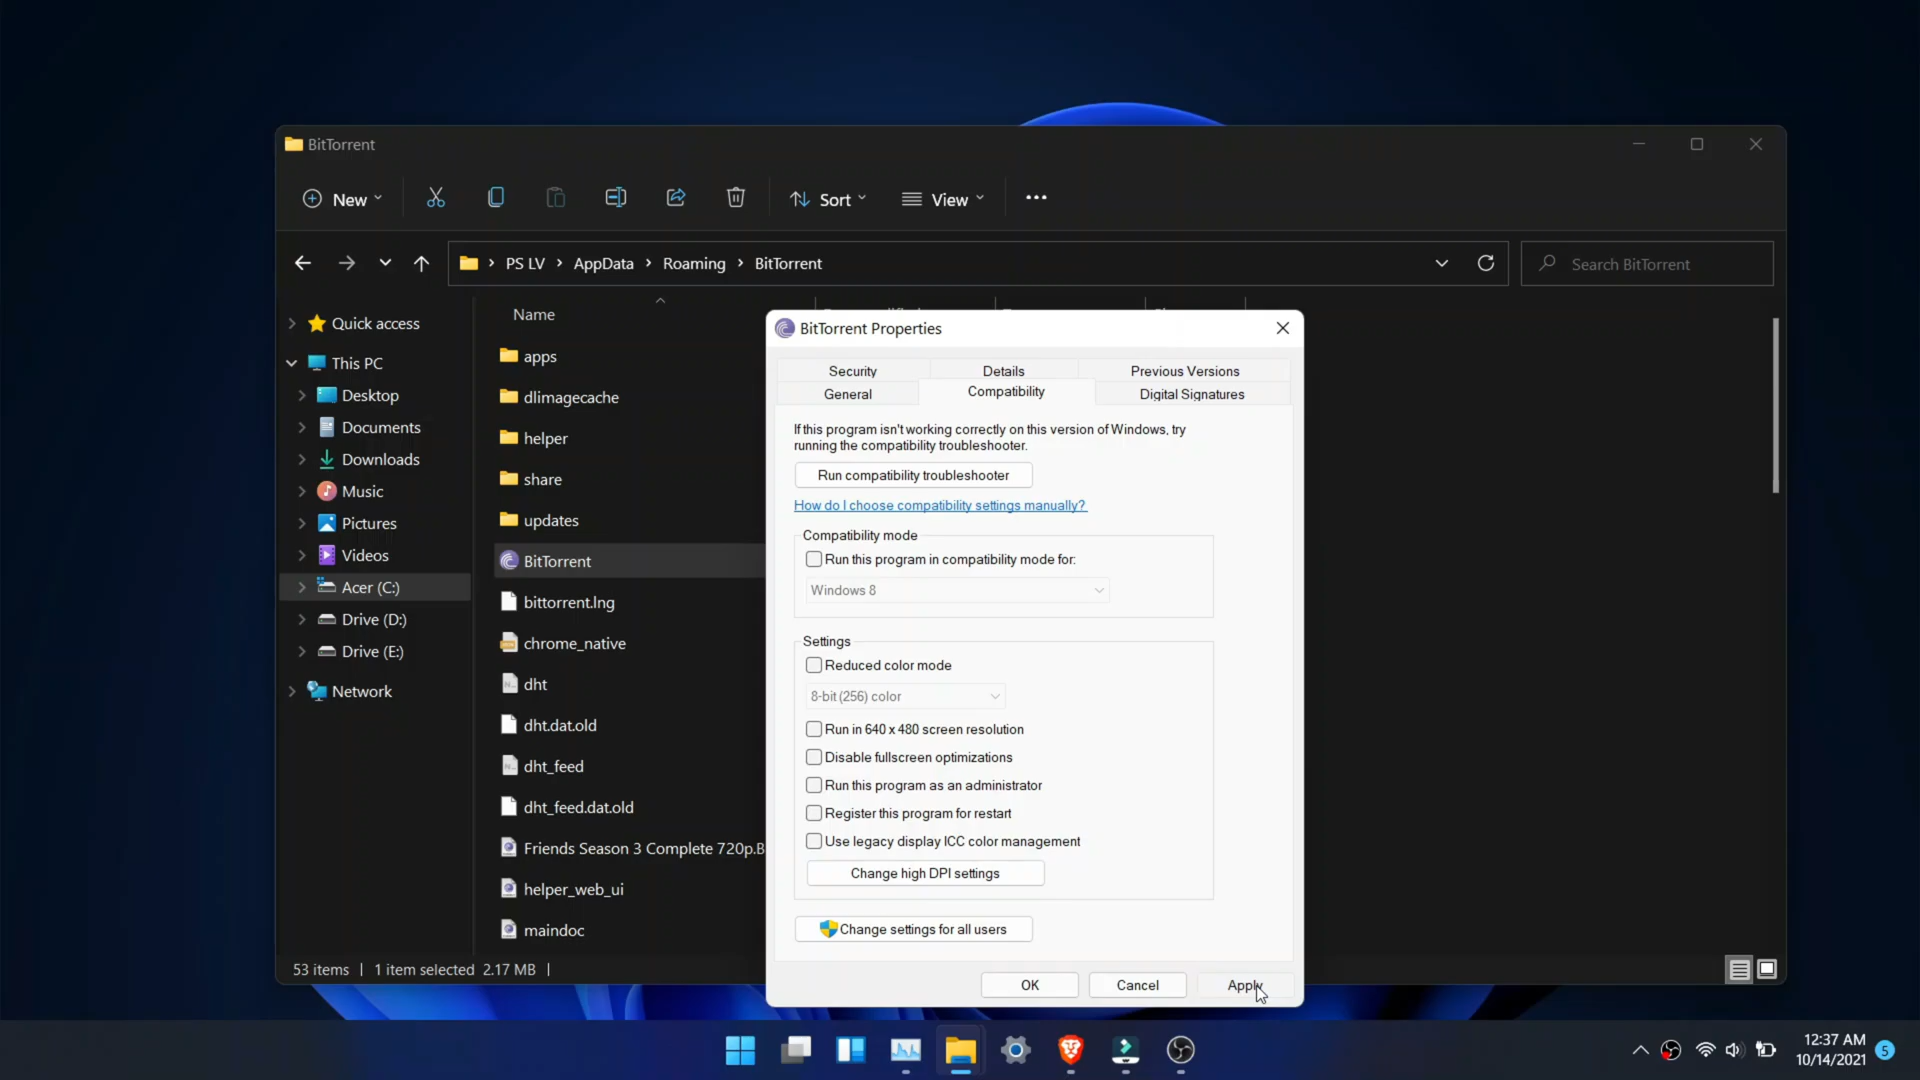 BitTorrent
New
Sort
View
PS LV
AppData
Roaming
BitTorrent
Search BitTorrent
Quick access
This PC
Desktop
Documents
Downloads
Music
Pictures
Videos
Acer (C:)
Drive (D:)
Drive (E:)
Network
Name
apps
dlimagecache
helper
share
updates
BitTorrent
bittorrent.lng
chrome_native
dht
dht.dat.old
dht_feed
dht_feed.dat.old
Friends Season 3 Complete 720p.B
helper_web_ui
maindoc
53 items
1 item selected 2.17 MB
BitTorrent Properties
Security
Details
Previous Versions
General
Compatibility
Digital Signatures
If this program isn't working correctly on this version of Windows, try
running the compatibility troubleshooter.
Run compatibility troubleshooter
How do I choose compatibility settings manually?
Compatibility mode
Run this program in compatibility mode for:
Windows 8
Settings
Reduced color mode
8-bit (256) color
Run in 640 x 480 screen resolution
Disable fullscreen optimizations
Run this program as an administrator
Register this program for restart
Use legacy display ICC color management
Change high DPI settings
Change settings for all users
OK
Cancel
Apply
12:37 AM
10/14/2021
5